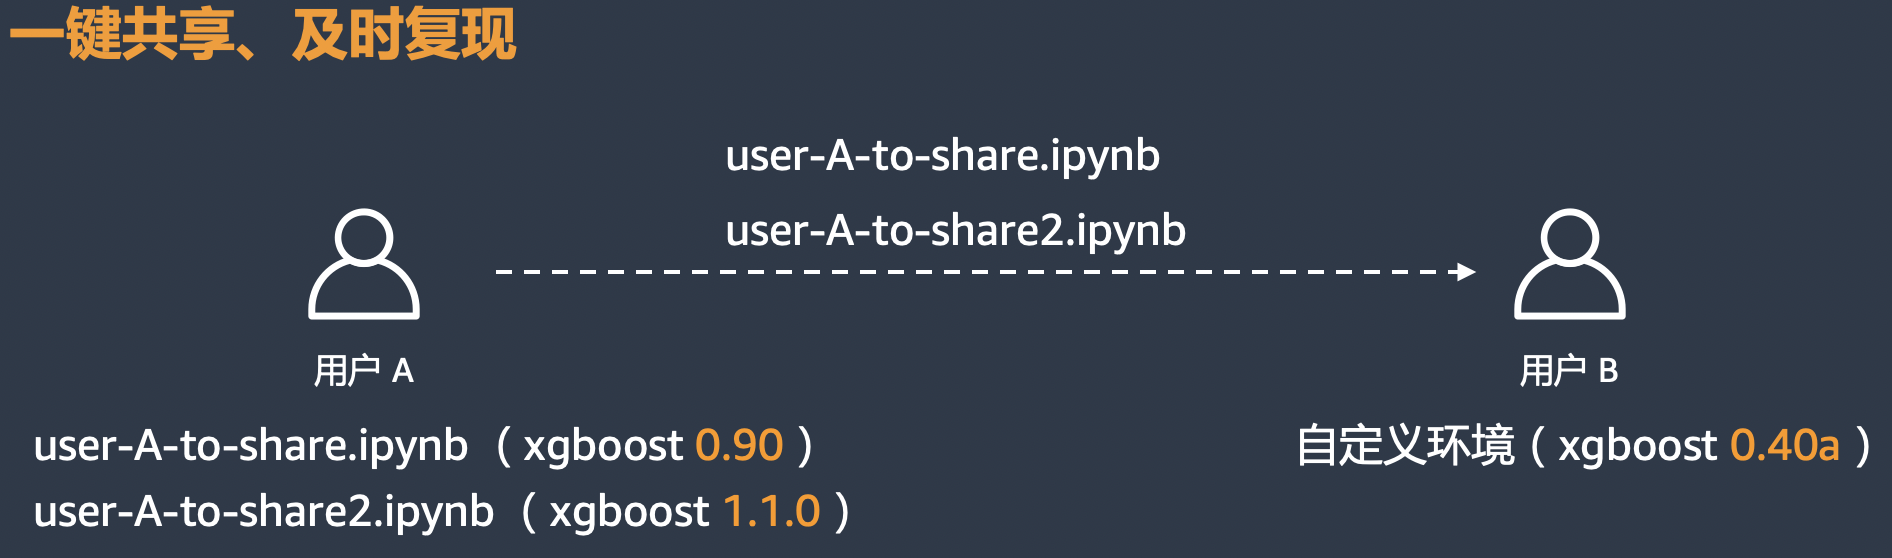 一键共享、及时复现
user-A-to-share.ipynb
user-A-to-share2.ipynb
用户 A
用户 B
user-A-to-share.ipynb （xgboost 0.90）
user-A-to-share2.ipynb （xgboost 1.1.0）
自定义环境（xgboost 0.40a）